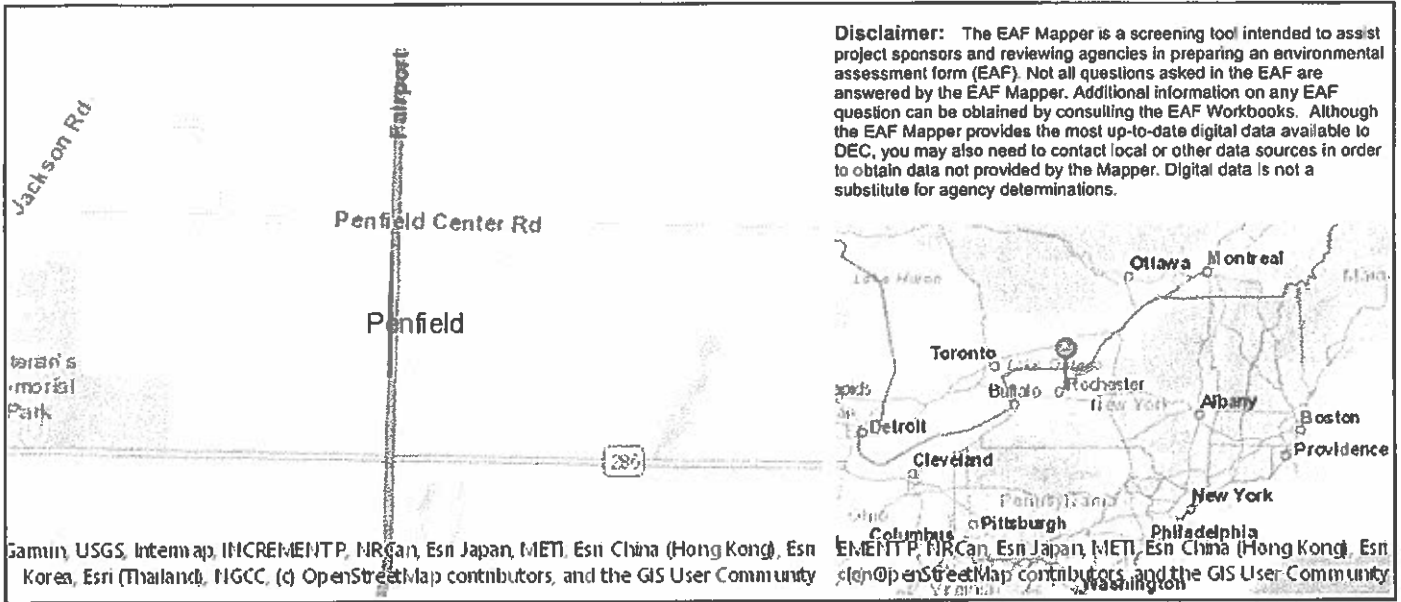 Disclaimer: The EAF Mapper is a screening tool intended to assist
project sponsors and reviewing agencies in preparing an environmental
assessment form (EAF). Not all questions asked in the EAF are
answered by the EAF Mapper. Additional information on any EAF
question can be obtained by consulting the EAF Workbooks. Although
the EAF Mapper provides the most up-to-date digital data available to
DEC, you may also need to contact local or other data sources in order
to obtain data not provided by the Mapper. Digital data is not a
substitute for agency determinations.
Jackson Rd
Fairport
Penfield Center Rd
Penfield
teran's
morial
Park
286
Garmin, USGS, Intermap, INCREMENT P, NRCan, Esri Japan, METI, Esri China (Hong Kong), Esri
Korea, Esri (Thailand), NGCC, (c) OpenStreetMap contributors, and the GIS User Community
Ottawa
Montreal
Lake Huron
Toronto
Rochester
Buffalo
New York
Albany
Boston
Detroit
Providence
Cleveland
Pennsylvania
New York
Columbus
Pittsburgh
Philadelphia
EMENT P, NRCan, Esri Japan, METI, Esri China (Hong Kong), Esri
OpenStreetMap contributors, and the GIS User Community
Washington